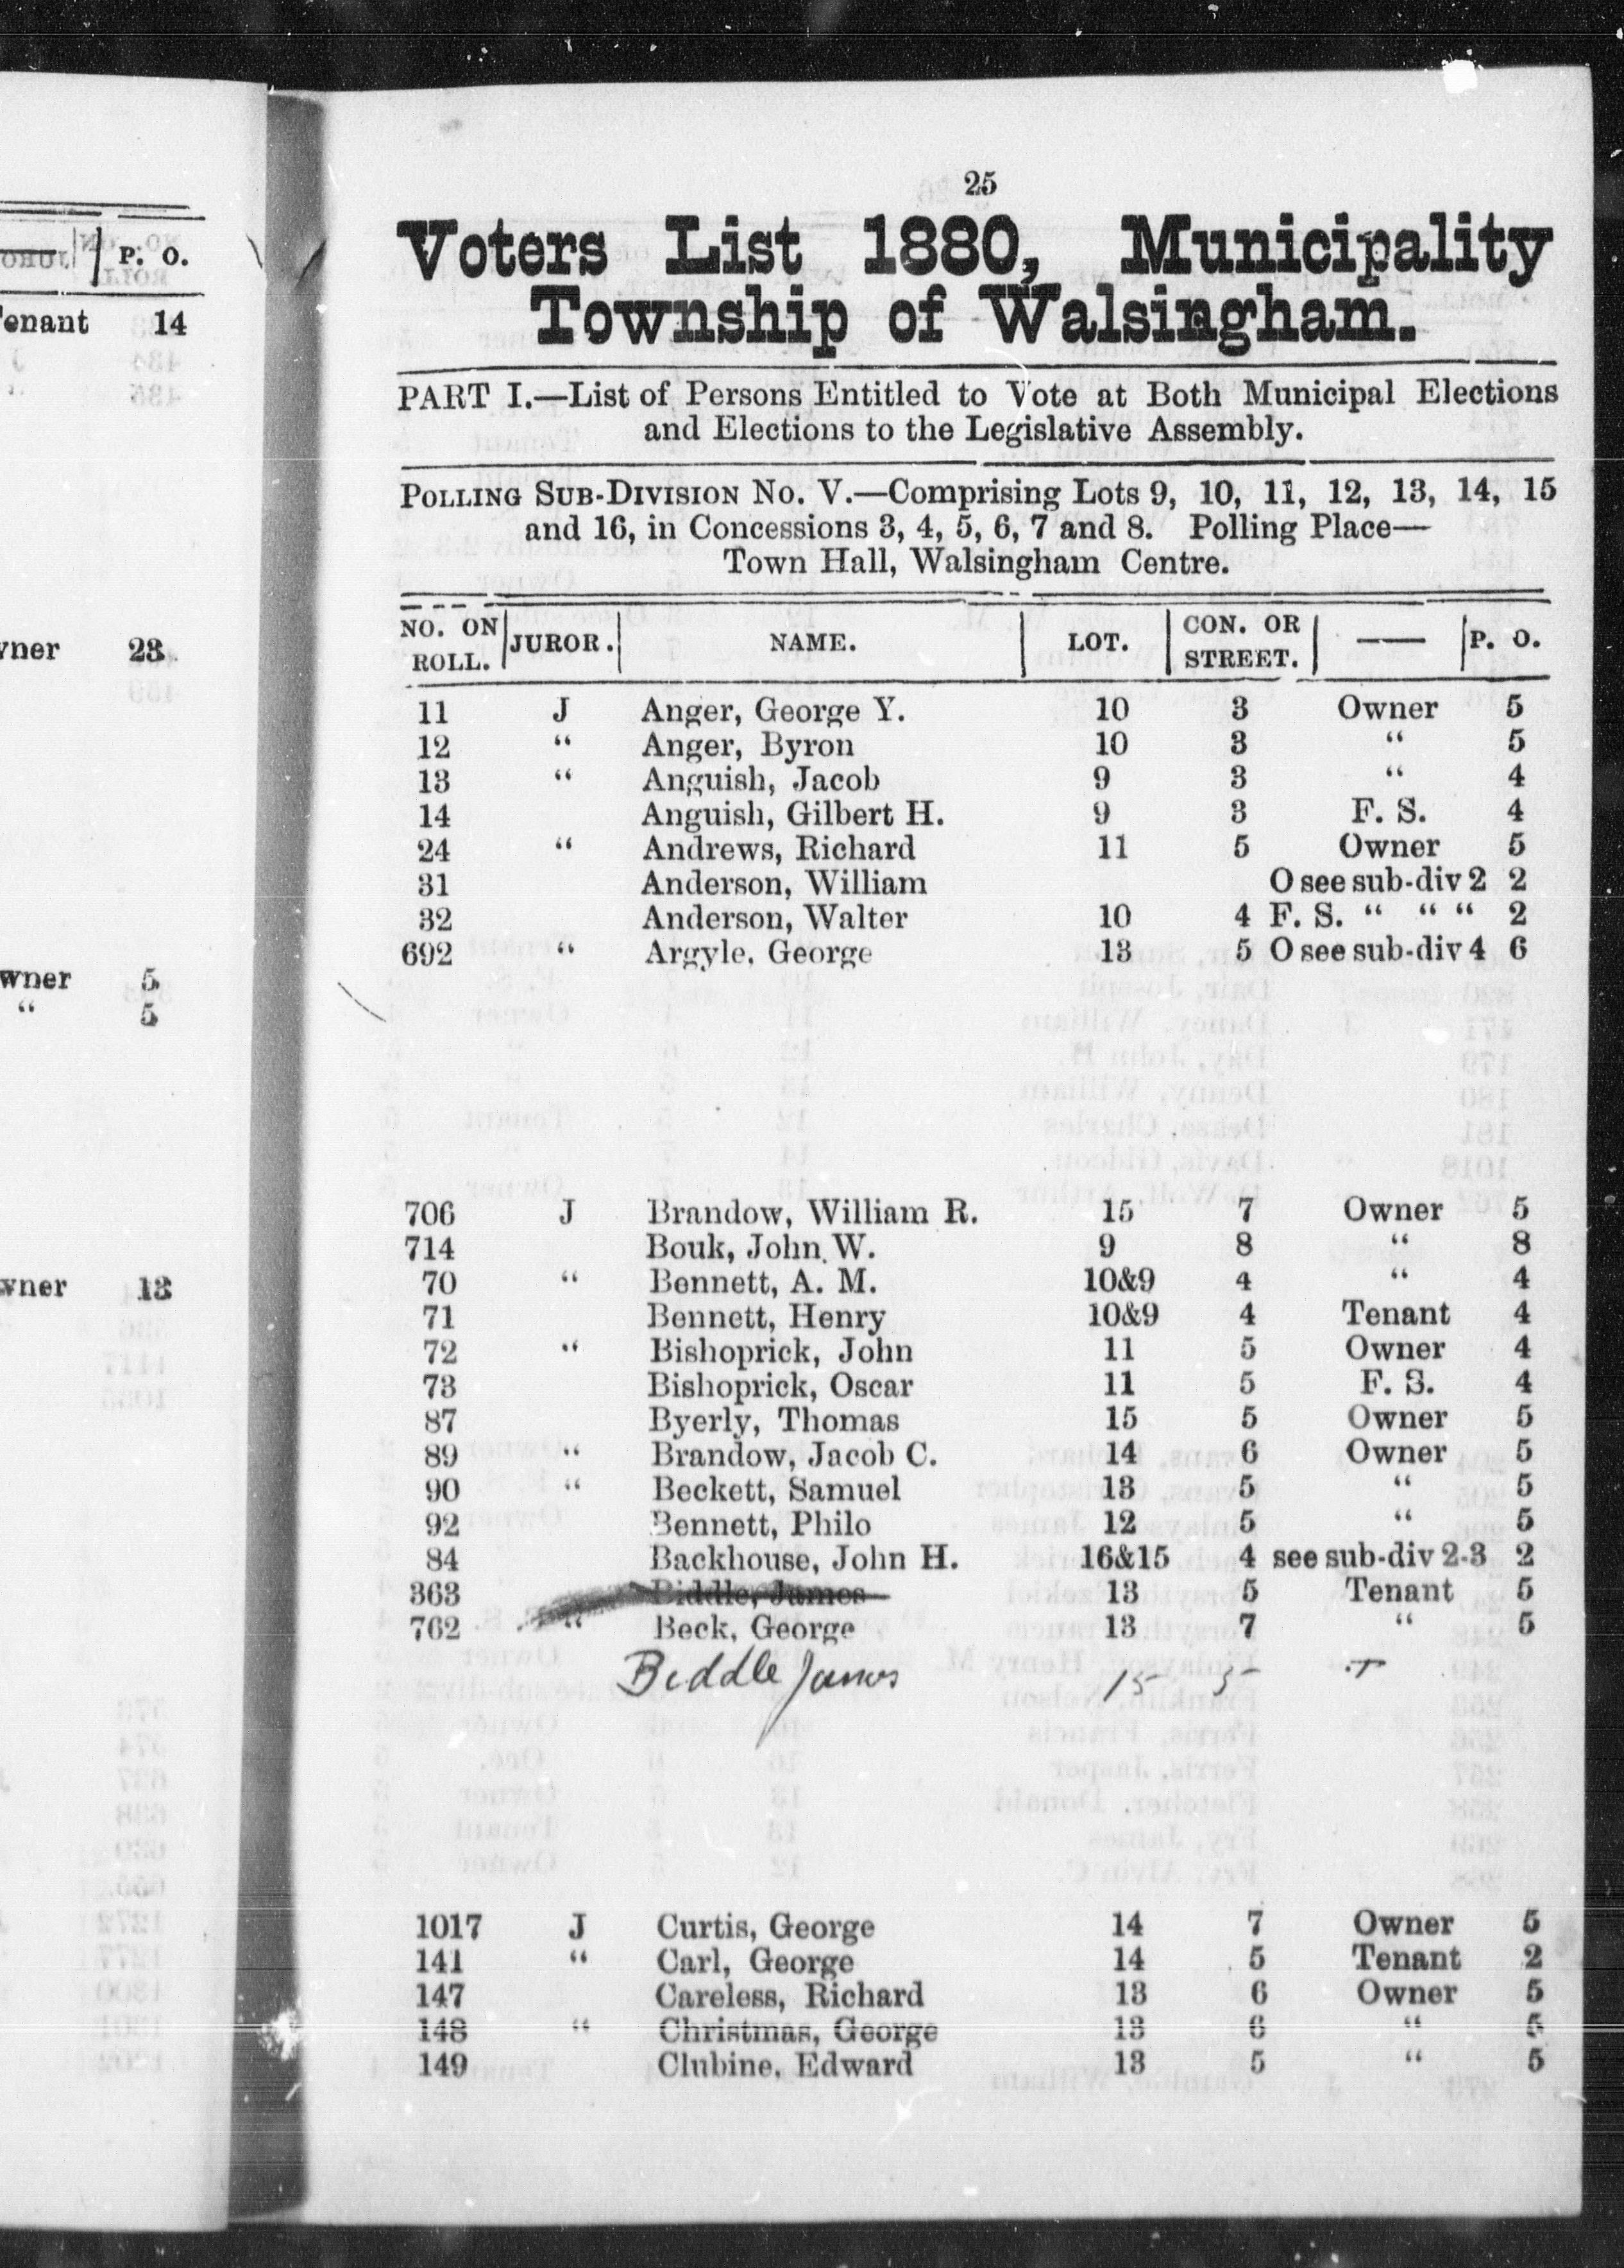 P. O.
Tenant 14
wner 23
wner 5
“ 5
wner 13
25
Voters List 1880, Municipality
Township of Walsingham.
PART I.—List of Persons Entitled to Vote at Both Municipal Elections
and Elections to the Legislative Assembly.
POLLING SUB-DIVISION NO. V.—Comprising Lots 9, 10, 11, 12, 13, 14, 15
and 16, in Concessions 3, 4, 5, 6, 7 and 8. Polling Place—
Town Hall, Walsingham Centre.
NO. ON ROLL. JUROR. NAME. LOT. CON. OR STREET. —— P. O.
11 J Anger, George Y. 10 3 Owner 5
12 “ Anger, Byron 10 3 “ 5
13 “ Anguish, Jacob 9 3 “ 4
14 Anguish, Gilbert H. 9 3 F. S. 4
24 “ Andrews, Richard 11 5 Owner 5
31 Anderson, William O see sub-div 2 2
32 Anderson, Walter 10 4 F. S. “ “ “ 2
692 “ Argyle, George 13 5 O see sub-div 4 6
706 J Brandow, William R. 15 7 Owner 5
714 Bouk, John W. 9 8 “ 8
70 “ Bennett, A. M. 10&9 4 “ 4
71 Bennett, Henry 10&9 4 Tenant 4
72 “ Bishoprick, John 11 5 Owner 4
73 Bishoprick, Oscar 11 5 F. S. 4
87 Byerly, Thomas 15 5 Owner 5
89 “ Brandow, Jacob C. 14 6 Owner 5
90 “ Beckett, Samuel 13 5 “ 5
92 Bennett, Philo 12 5 “ 5
84 Backhouse, John H. 16&15 4 see sub-div 2-3 2
363 Biddle, James 13 5 Tenant 5
762 “ Beck, George 13 7 “ 5
Biddle James 15 5 T
1017 J Curtis, George 14 7 Owner 5
141 “ Carl, George 14 5 Tenant 2
147 Careless, Richard 13 6 Owner 5
148 “ Christmas, George 13 6 “ 5
149 Clubine, Edward 13 5 “ 5